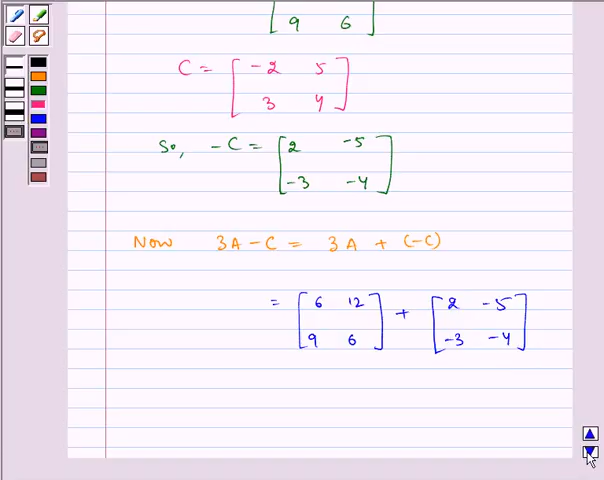 9 6
C = [ -2 5
3 4 ]
So, -C = [ 2 -5
-3 -4 ]
Now 3A - C = 3A + (-C)
= [ 6 12 ] + [ 2 -5 ]
[ 9 6 ] [ -3 -4 ]